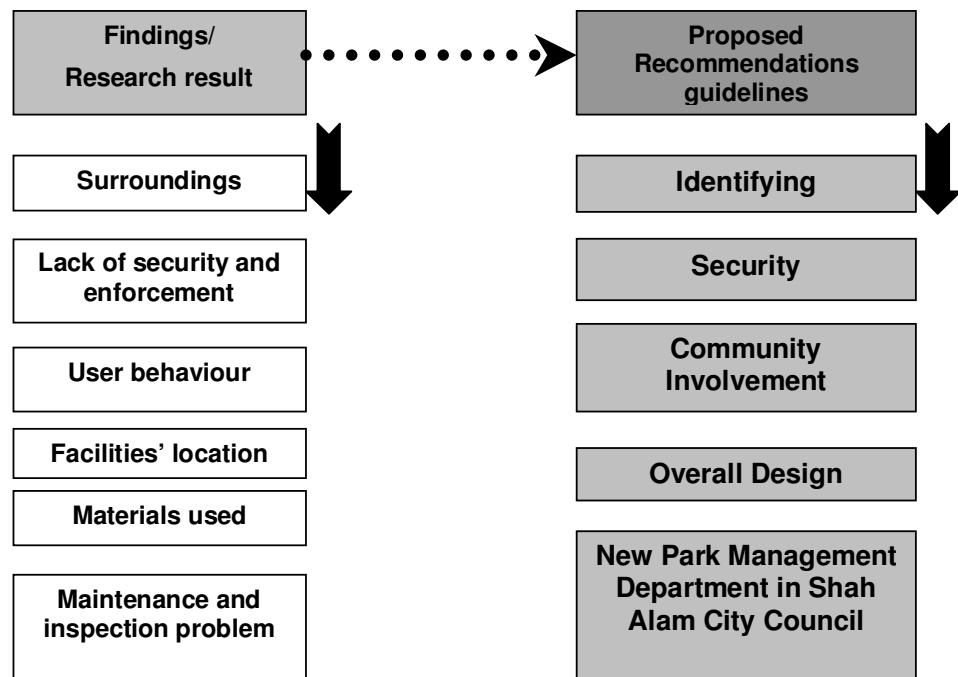 Findings/
Research result
Surroundings
Lack of security and
enforcement
User behaviour
Facilities’ location
Materials used
Maintenance and
inspection problem
Proposed
Recommendations
guidelines
Identifying
Security
Community
Involvement
Overall Design
New Park Management
Department in Shah
Alam City Council